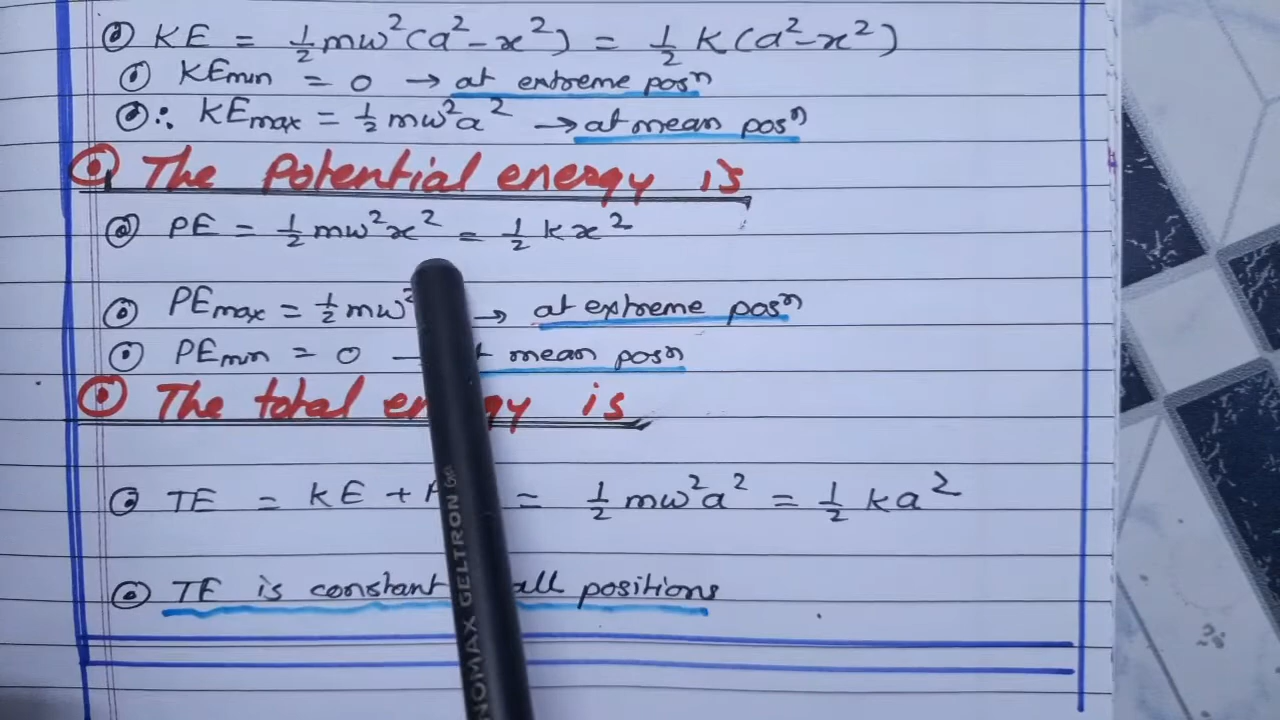 KE = ½mω²(a²-x²) = ½K(a²-x²)
KEmin = 0 → at extreme posⁿ
∴ KEmax = ½mω²a² → at mean posⁿ
The Potential energy is
PE = ½mω²x² = ½Kx²
PEmax = ½mω² → at extreme posⁿ
PEmin = 0 mean posⁿ
The total energy is
TE = KE + = ½mω²a² = ½Ka²
TE is constant all positions
NOMAX GELTRON